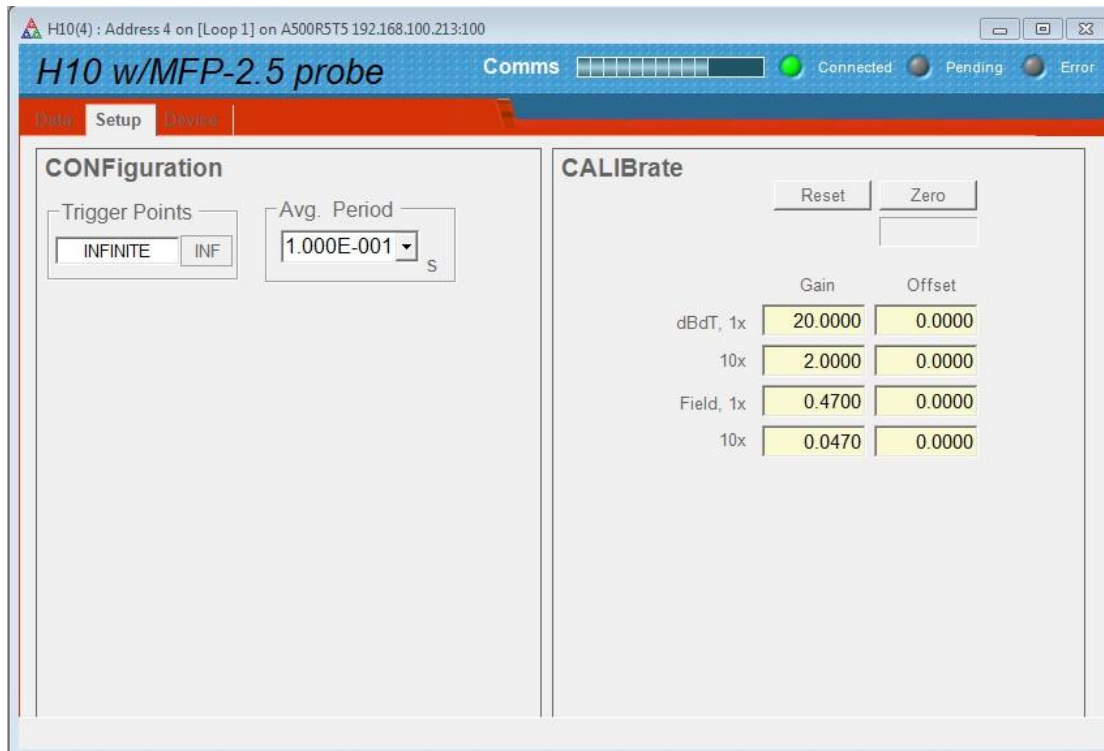 H10(4) : Address 4 on [Loop 1] on A500R5T5 192.168.100.213:100
H10 w/MFP-2.5 probe
Comms Connected Pending Error
Data Setup Device
CONFiguration
Trigger Points
INFINITE INF
Avg. Period
1.000E-001 s
CALIBrate
Reset Zero
Gain Offset
dBdT, 1x 20.0000 0.0000
10x 2.0000 0.0000
Field, 1x 0.4700 0.0000
10x 0.0470 0.0000